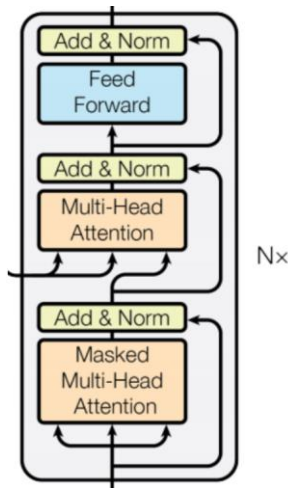 Add & Norm
Feed
Forward
Add & Norm
Multi-Head
Attention
N×
Add & Norm
Masked
Multi-Head
Attention